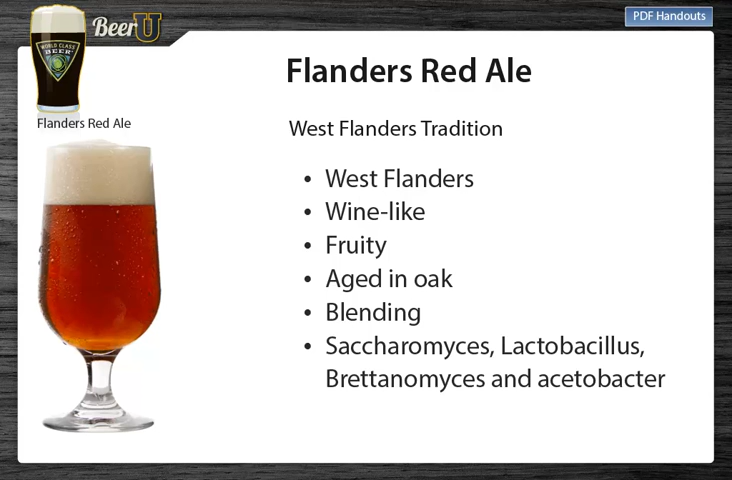 BeerU
PDF Handouts
WORLD CLASS
BEER
Flanders Red Ale
Flanders Red Ale
West Flanders Tradition
• West Flanders
• Wine-like
• Fruity
• Aged in oak
• Blending
• Saccharomyces, Lactobacillus,
Brettanomyces and acetobacter